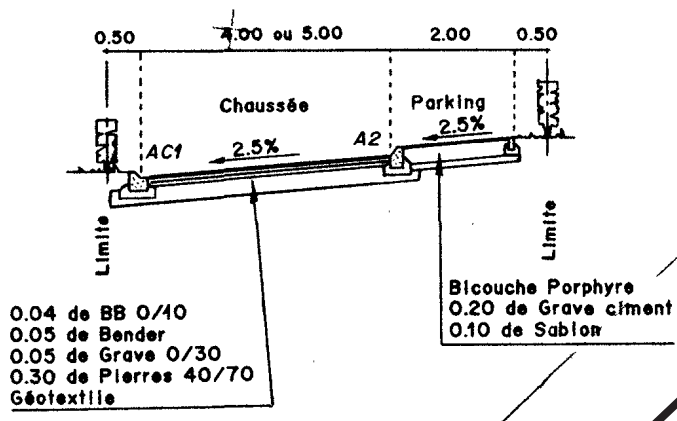 0.50 4.00 ou 5.00 2.00 0.50
Chaussée Parking
AC1 2.5% A2 2.5%
Limite
Limite
0.04 de BB 0/10
0.05 de Bender
0.05 de Grave 0/30
0.30 de Pierres 40/70
Géotextile
Bicouche Porphyre
0.20 de Grave ciment
0.10 de Sablon